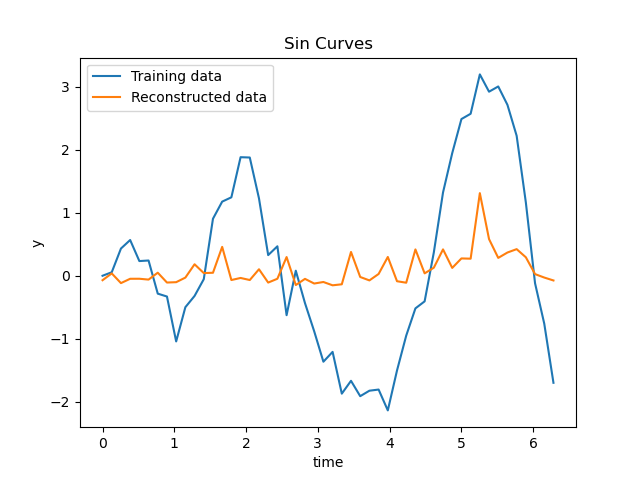 Sin Curves
Training data
Reconstructed data
3
2
1
0
−1
−2
y
0 1 2 3 4 5 6
time